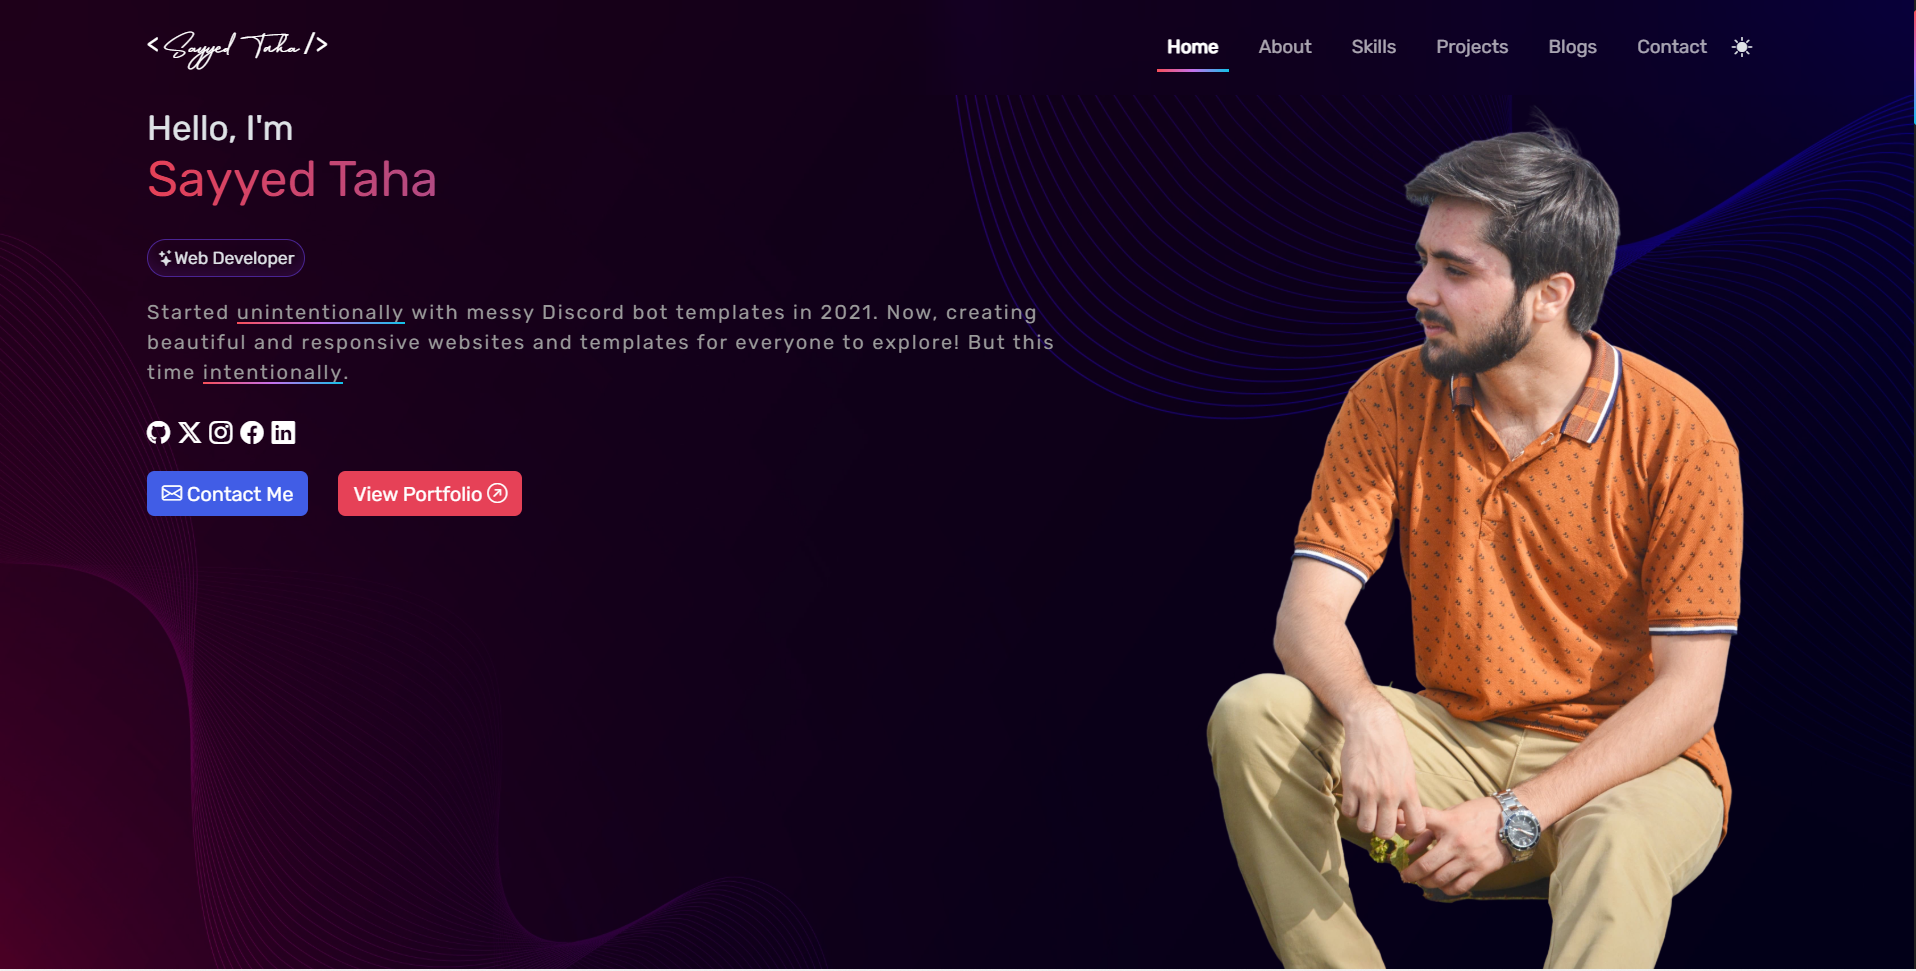 < Sayyed Taha />
Home About Skills Projects Blogs Contact
Hello, I'm
Sayyed Taha
Web Developer
Started unintentionally with messy Discord bot templates in 2021. Now, creating
beautiful and responsive websites and templates for everyone to explore! But this
time intentionally.
Contact Me
View Portfolio